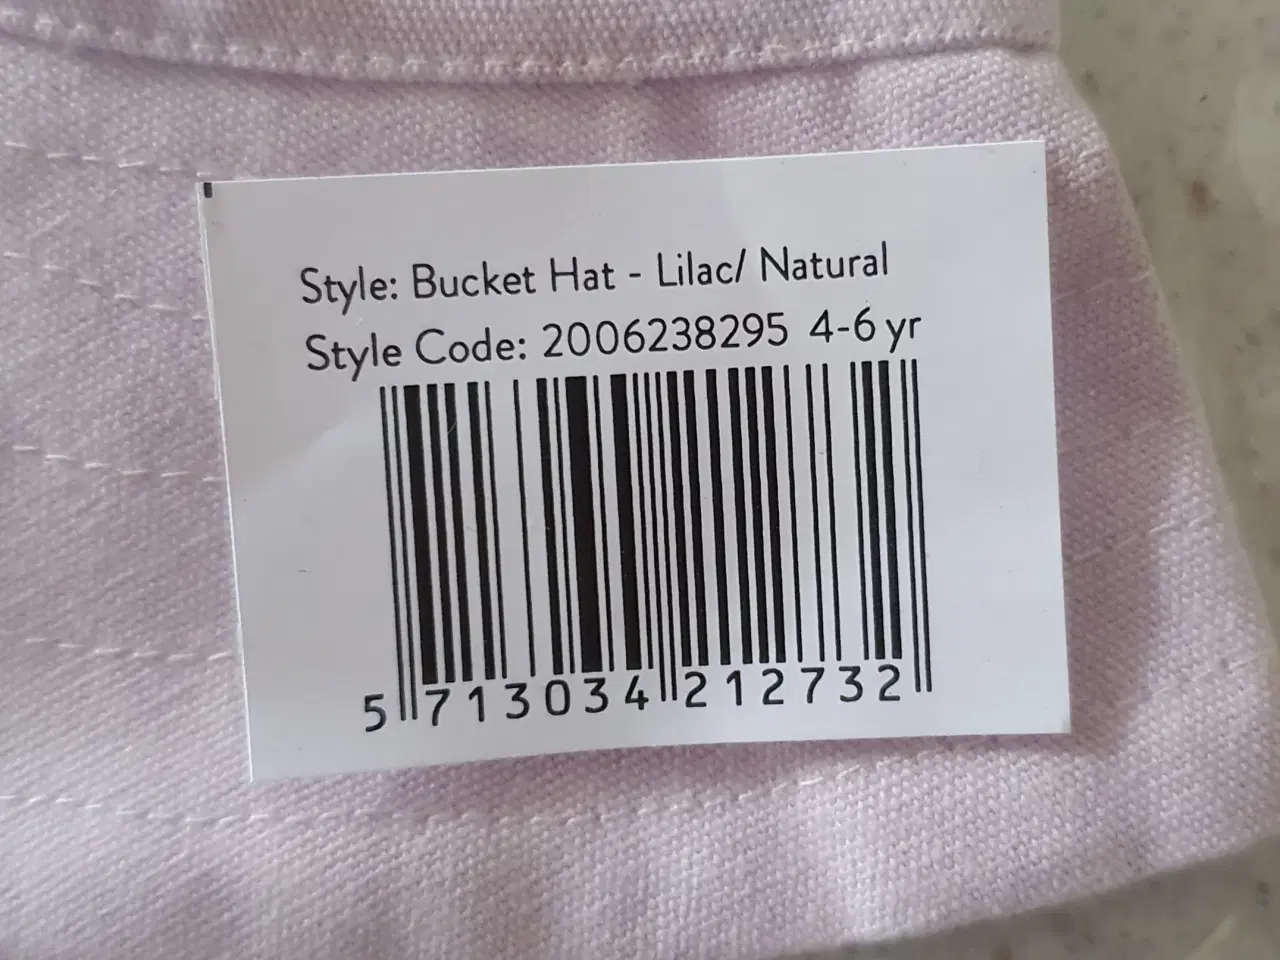 Style: Bucket Hat - Lilac/ Natural
Style Code: 2006238295 4-6 yr
5 713034 212732